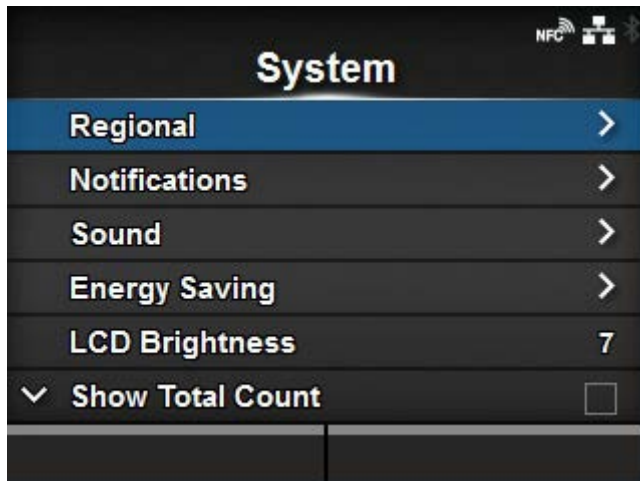 NFC
System
Regional
Notifications
Sound
Energy Saving
LCD Brightness 7
Show Total Count